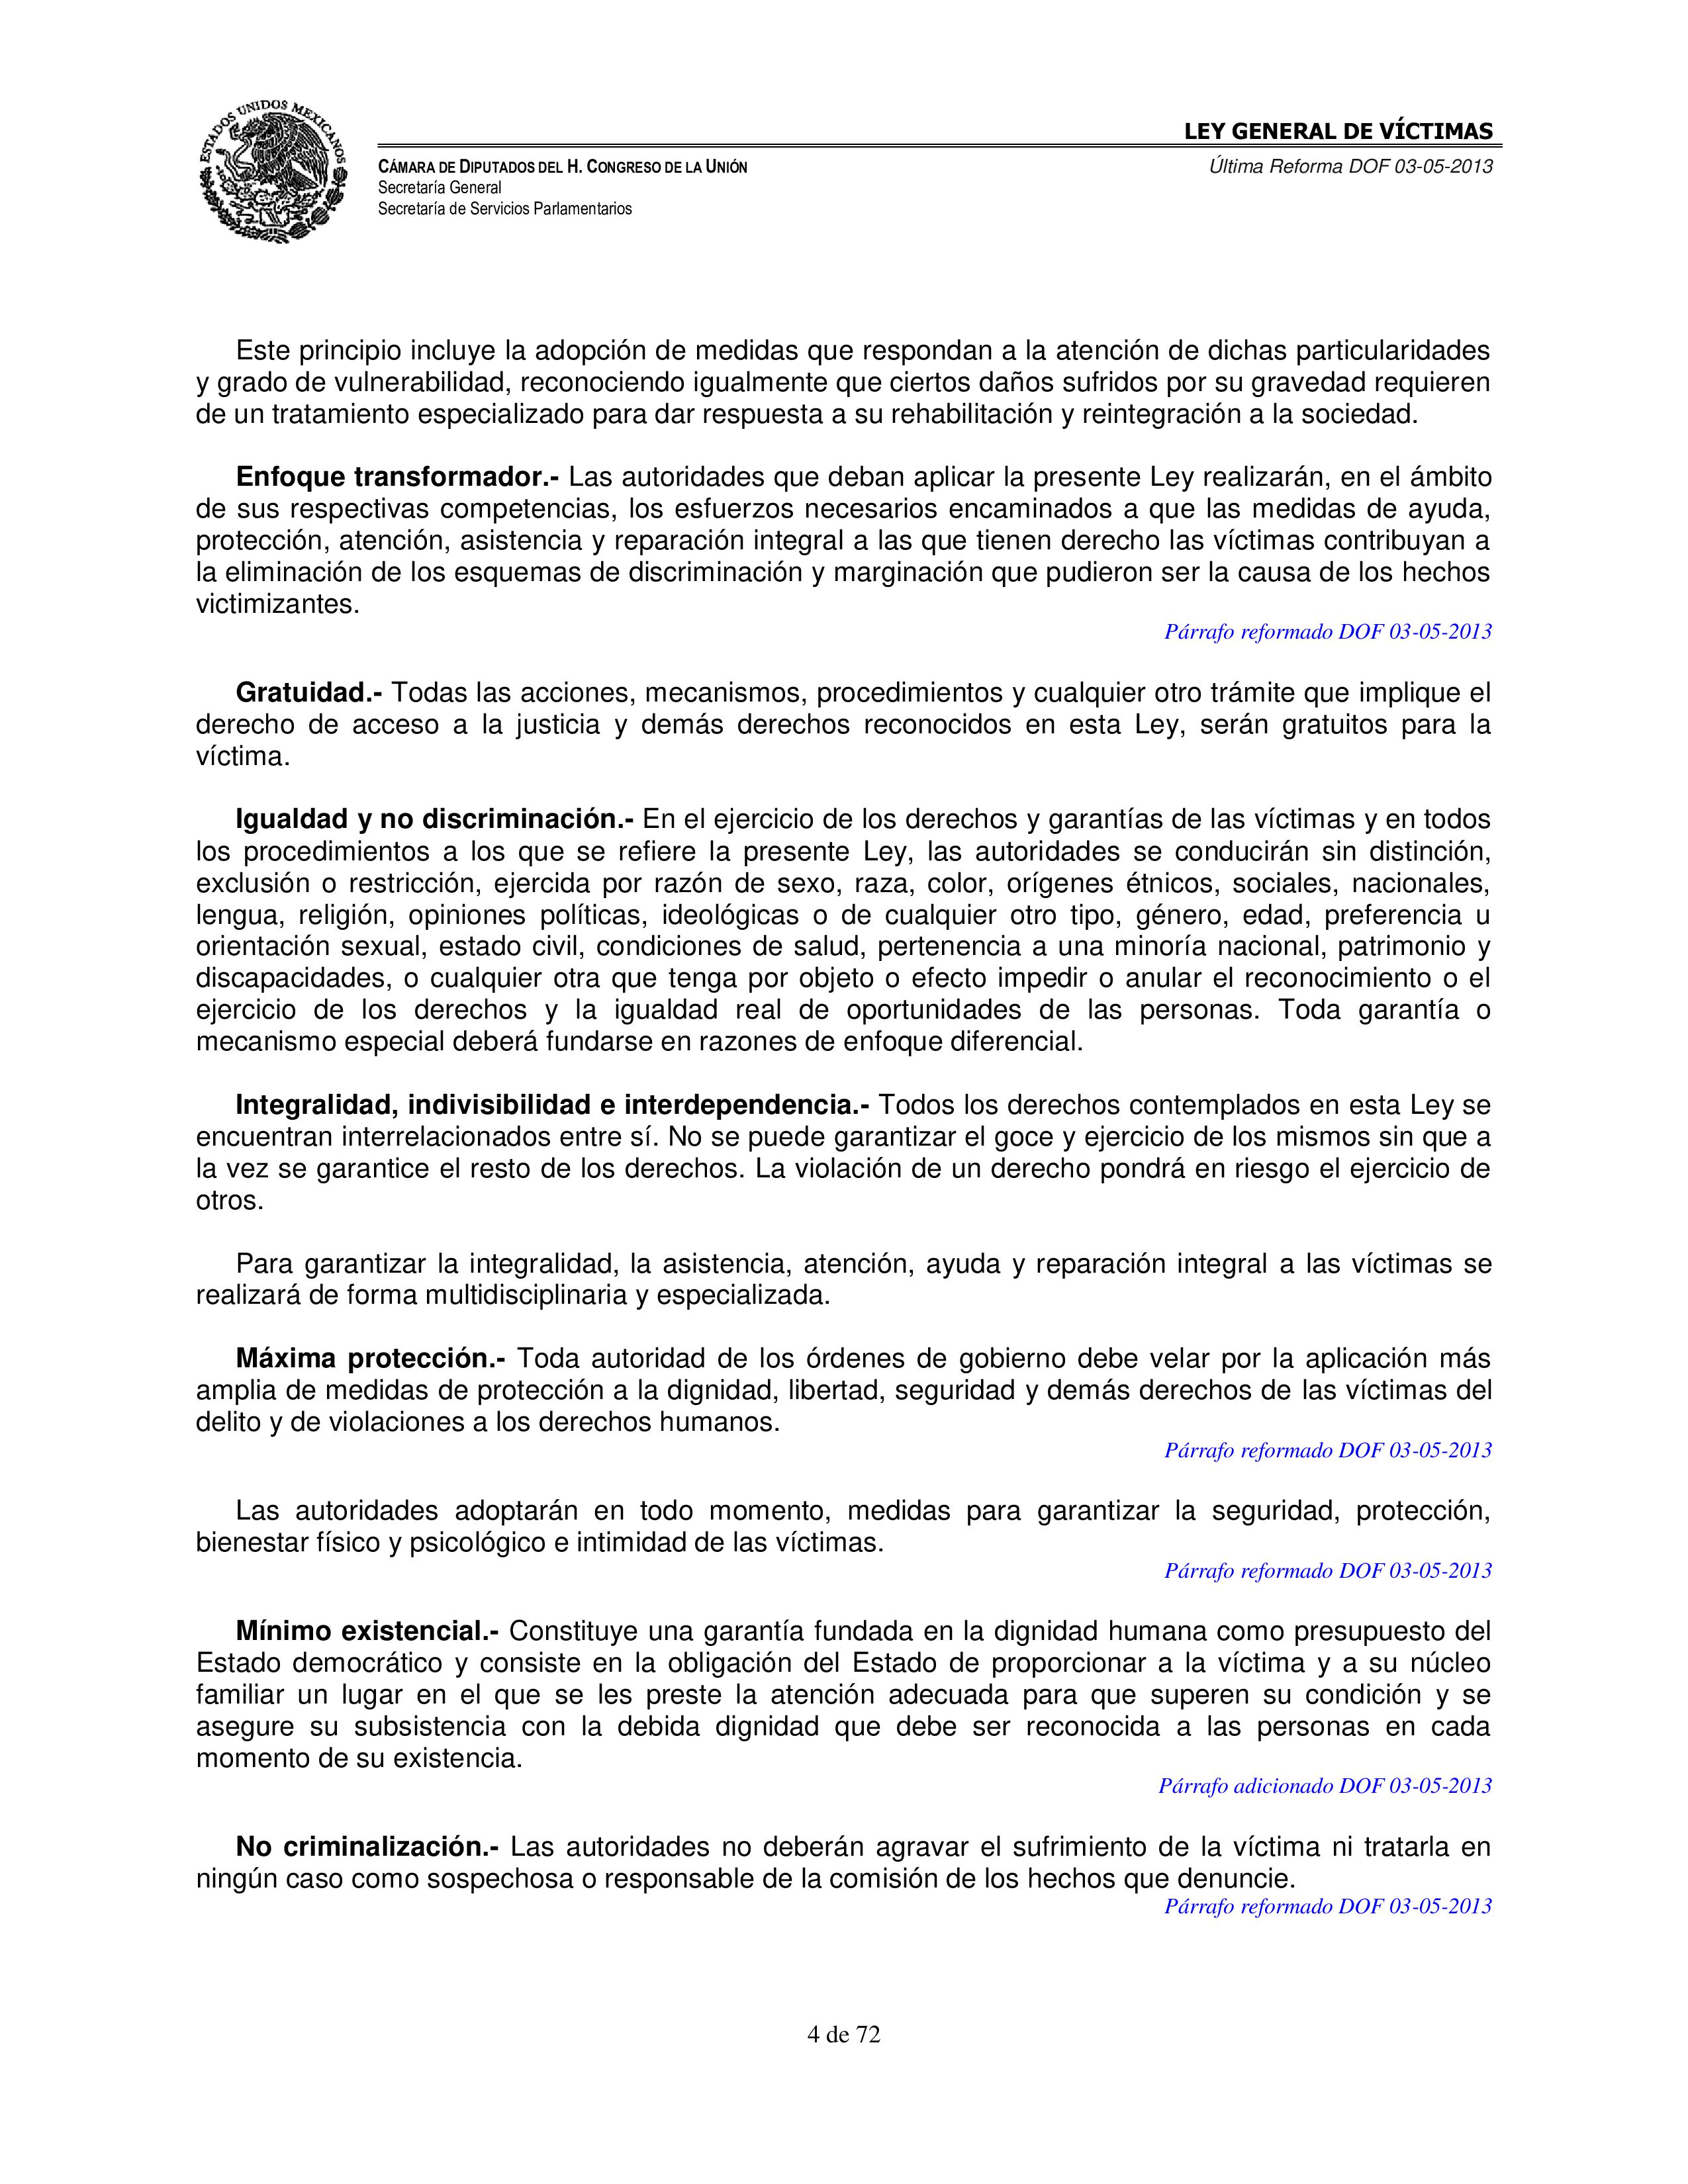 ESTADOS UNIDOS MEXICANOS
LEY GENERAL DE VÍCTIMAS
CÁMARA DE DIPUTADOS DEL H. CONGRESO DE LA UNIÓN
Última Reforma DOF 03-05-2013
Secretaría General
Secretaría de Servicios Parlamentarios
Este principio incluye la adopción de medidas que respondan a la atención de dichas particularidades
y grado de vulnerabilidad, reconociendo igualmente que ciertos daños sufridos por su gravedad requieren
de un tratamiento especializado para dar respuesta a su rehabilitación y reintegración a la sociedad.
Enfoque transformador.- Las autoridades que deban aplicar la presente Ley realizarán, en el ámbito
de sus respectivas competencias, los esfuerzos necesarios encaminados a que las medidas de ayuda,
protección, atención, asistencia y reparación integral a las que tienen derecho las víctimas contribuyan a
la eliminación de los esquemas de discriminación y marginación que pudieron ser la causa de los hechos
victimizantes.
Párrafo reformado DOF 03-05-2013
Gratuidad.- Todas las acciones, mecanismos, procedimientos y cualquier otro trámite que implique el
derecho de acceso a la justicia y demás derechos reconocidos en esta Ley, serán gratuitos para la
víctima.
Igualdad y no discriminación.- En el ejercicio de los derechos y garantías de las víctimas y en todos
los procedimientos a los que se refiere la presente Ley, las autoridades se conducirán sin distinción,
exclusión o restricción, ejercida por razón de sexo, raza, color, orígenes étnicos, sociales, nacionales,
lengua, religión, opiniones políticas, ideológicas o de cualquier otro tipo, género, edad, preferencia u
orientación sexual, estado civil, condiciones de salud, pertenencia a una minoría nacional, patrimonio y
discapacidades, o cualquier otra que tenga por objeto o efecto impedir o anular el reconocimiento o el
ejercicio de los derechos y la igualdad real de oportunidades de las personas. Toda garantía o
mecanismo especial deberá fundarse en razones de enfoque diferencial.
Integralidad, indivisibilidad e interdependencia.- Todos los derechos contemplados en esta Ley se
encuentran interrelacionados entre sí. No se puede garantizar el goce y ejercicio de los mismos sin que a
la vez se garantice el resto de los derechos. La violación de un derecho pondrá en riesgo el ejercicio de
otros.
Para garantizar la integralidad, la asistencia, atención, ayuda y reparación integral a las víctimas se
realizará de forma multidisciplinaria y especializada.
Máxima protección.- Toda autoridad de los órdenes de gobierno debe velar por la aplicación más
amplia de medidas de protección a la dignidad, libertad, seguridad y demás derechos de las víctimas del
delito y de violaciones a los derechos humanos.
Párrafo reformado DOF 03-05-2013
Las autoridades adoptarán en todo momento, medidas para garantizar la seguridad, protección,
bienestar físico y psicológico e intimidad de las víctimas.
Párrafo reformado DOF 03-05-2013
Mínimo existencial.- Constituye una garantía fundada en la dignidad humana como presupuesto del
Estado democrático y consiste en la obligación del Estado de proporcionar a la víctima y a su núcleo
familiar un lugar en el que se les preste la atención adecuada para que superen su condición y se
asegure su subsistencia con la debida dignidad que debe ser reconocida a las personas en cada
momento de su existencia.
Párrafo adicionado DOF 03-05-2013
No criminalización.- Las autoridades no deberán agravar el sufrimiento de la víctima ni tratarla en
ningún caso como sospechosa o responsable de la comisión de los hechos que denuncie.
Párrafo reformado DOF 03-05-2013
4 de 72